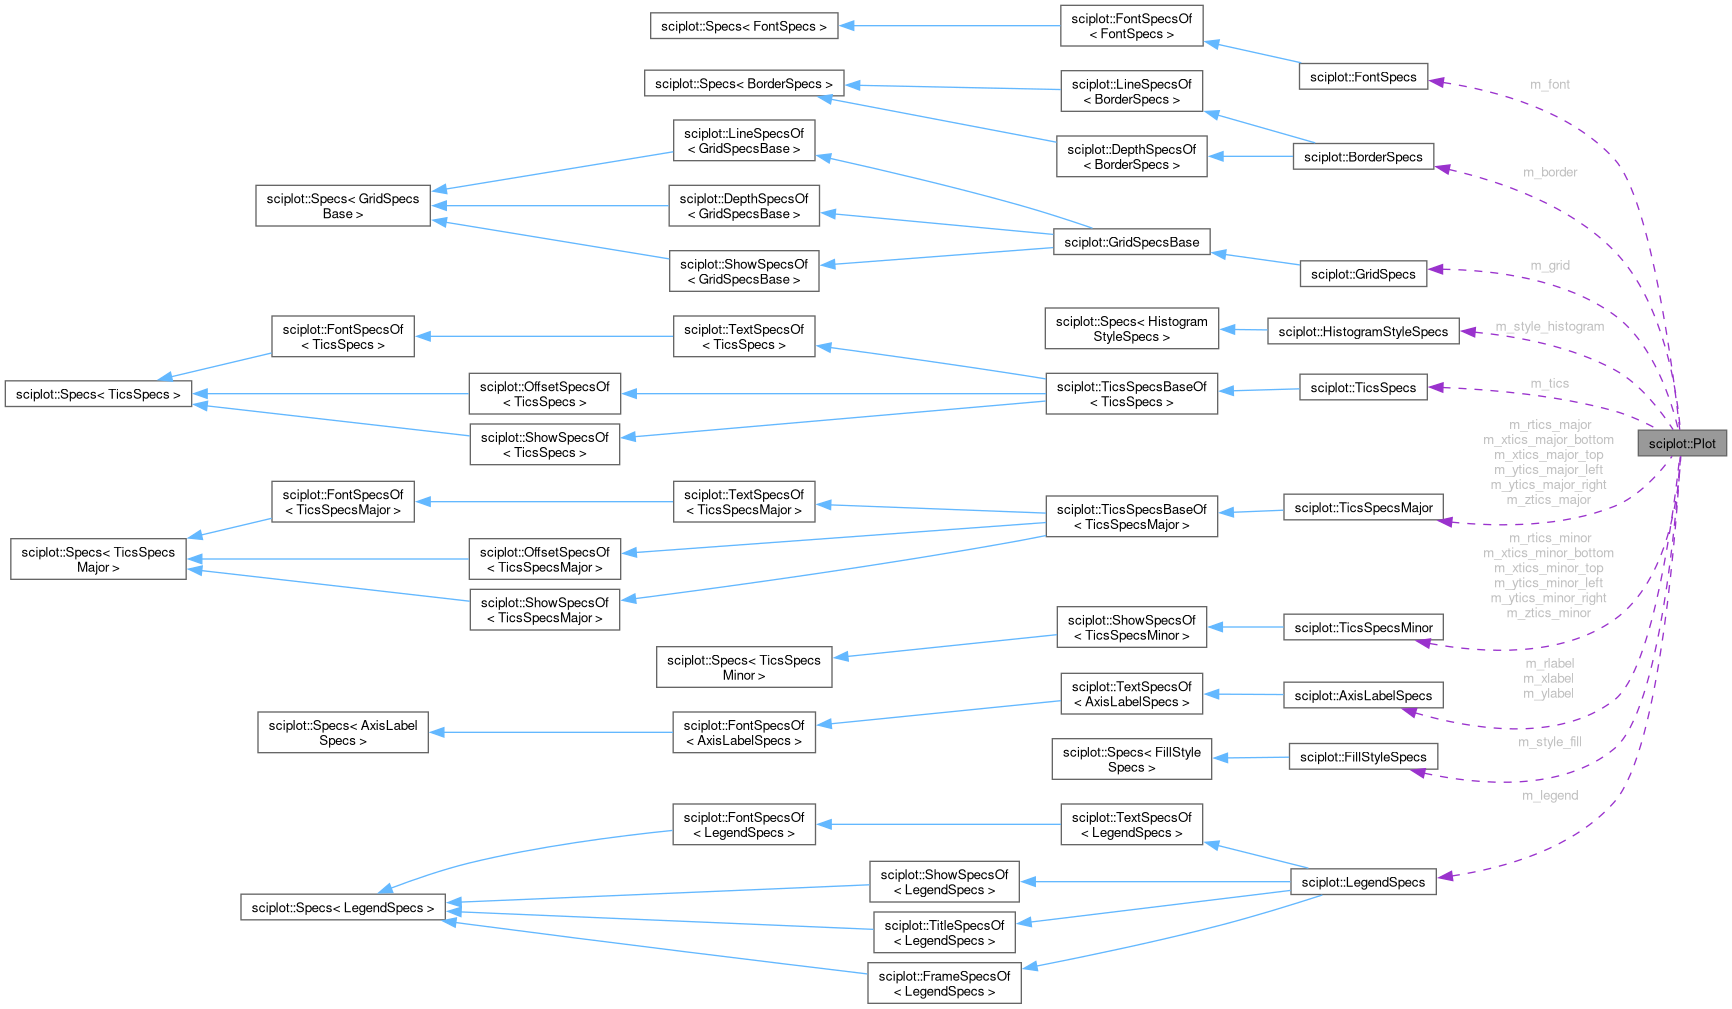 sciplot::Specs< FontSpecs >
sciplot::FontSpecsOf
< FontSpecs >
sciplot::FontSpecs
m_font
sciplot::Specs< BorderSpecs >
sciplot::LineSpecsOf
< BorderSpecs >
sciplot::DepthSpecsOf
< BorderSpecs >
sciplot::BorderSpecs
m_border
sciplot::Specs< GridSpecs
Base >
sciplot::LineSpecsOf
< GridSpecsBase >
sciplot::DepthSpecsOf
< GridSpecsBase >
sciplot::ShowSpecsOf
< GridSpecsBase >
sciplot::GridSpecsBase
sciplot::GridSpecs
m_grid
sciplot::Specs< Histogram
StyleSpecs >
sciplot::HistogramStyleSpecs
m_style_histogram
sciplot::Specs< TicsSpecs >
sciplot::FontSpecsOf
< TicsSpecs >
sciplot::TextSpecsOf
< TicsSpecs >
sciplot::OffsetSpecsOf
< TicsSpecs >
sciplot::ShowSpecsOf
< TicsSpecs >
sciplot::TicsSpecsBaseOf
< TicsSpecs >
sciplot::TicsSpecs
m_tics
sciplot::Plot
sciplot::Specs< TicsSpecs
Major >
sciplot::FontSpecsOf
< TicsSpecsMajor >
sciplot::TextSpecsOf
< TicsSpecsMajor >
sciplot::OffsetSpecsOf
< TicsSpecsMajor >
sciplot::ShowSpecsOf
< TicsSpecsMajor >
sciplot::TicsSpecsBaseOf
< TicsSpecsMajor >
sciplot::TicsSpecsMajor
m_rtics_major
m_xtics_major_bottom
m_xtics_major_top
m_ytics_major_left
m_ytics_major_right
m_ztics_major
sciplot::Specs< TicsSpecs
Minor >
sciplot::ShowSpecsOf
< TicsSpecsMinor >
sciplot::TicsSpecsMinor
m_rtics_minor
m_xtics_minor_bottom
m_xtics_minor_top
m_ytics_minor_left
m_ytics_minor_right
m_ztics_minor
sciplot::Specs< AxisLabel
Specs >
sciplot::FontSpecsOf
< AxisLabelSpecs >
sciplot::TextSpecsOf
< AxisLabelSpecs >
sciplot::AxisLabelSpecs
m_rlabel
m_xlabel
m_ylabel
sciplot::Specs< FillStyle
Specs >
sciplot::FillStyleSpecs
m_style_fill
sciplot::Specs< LegendSpecs >
sciplot::FontSpecsOf
< LegendSpecs >
sciplot::TextSpecsOf
< LegendSpecs >
sciplot::ShowSpecsOf
< LegendSpecs >
sciplot::TitleSpecsOf
< LegendSpecs >
sciplot::FrameSpecsOf
< LegendSpecs >
sciplot::LegendSpecs
m_legend